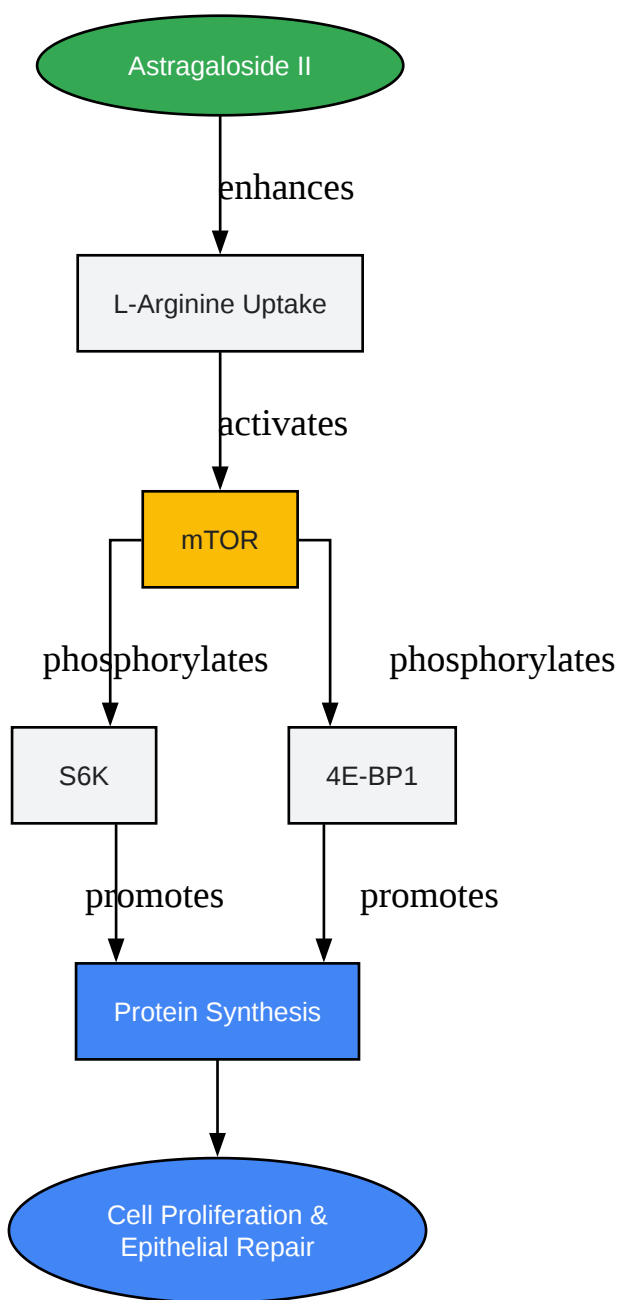 Astragaloside II
enhances
L-Arginine Uptake
activates
mTOR
phosphorylates
phosphorylates
S6K
4E-BP1
promotes
promotes
Protein Synthesis
Cell Proliferation &
Epithelial Repair